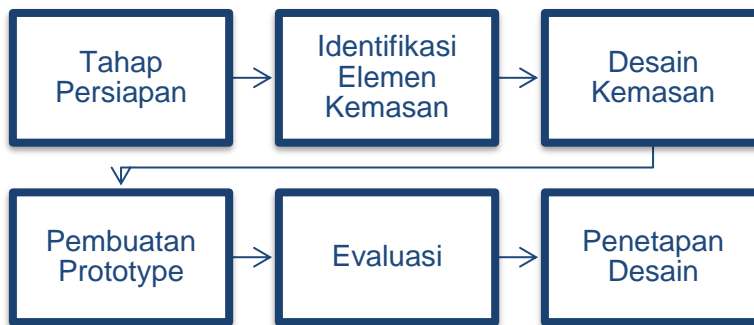 Tahap
Persiapan
Identifikasi
Elemen
Kemasan
Desain
Kemasan
Pembuatan
Prototype
Evaluasi
Penetapan
Desain